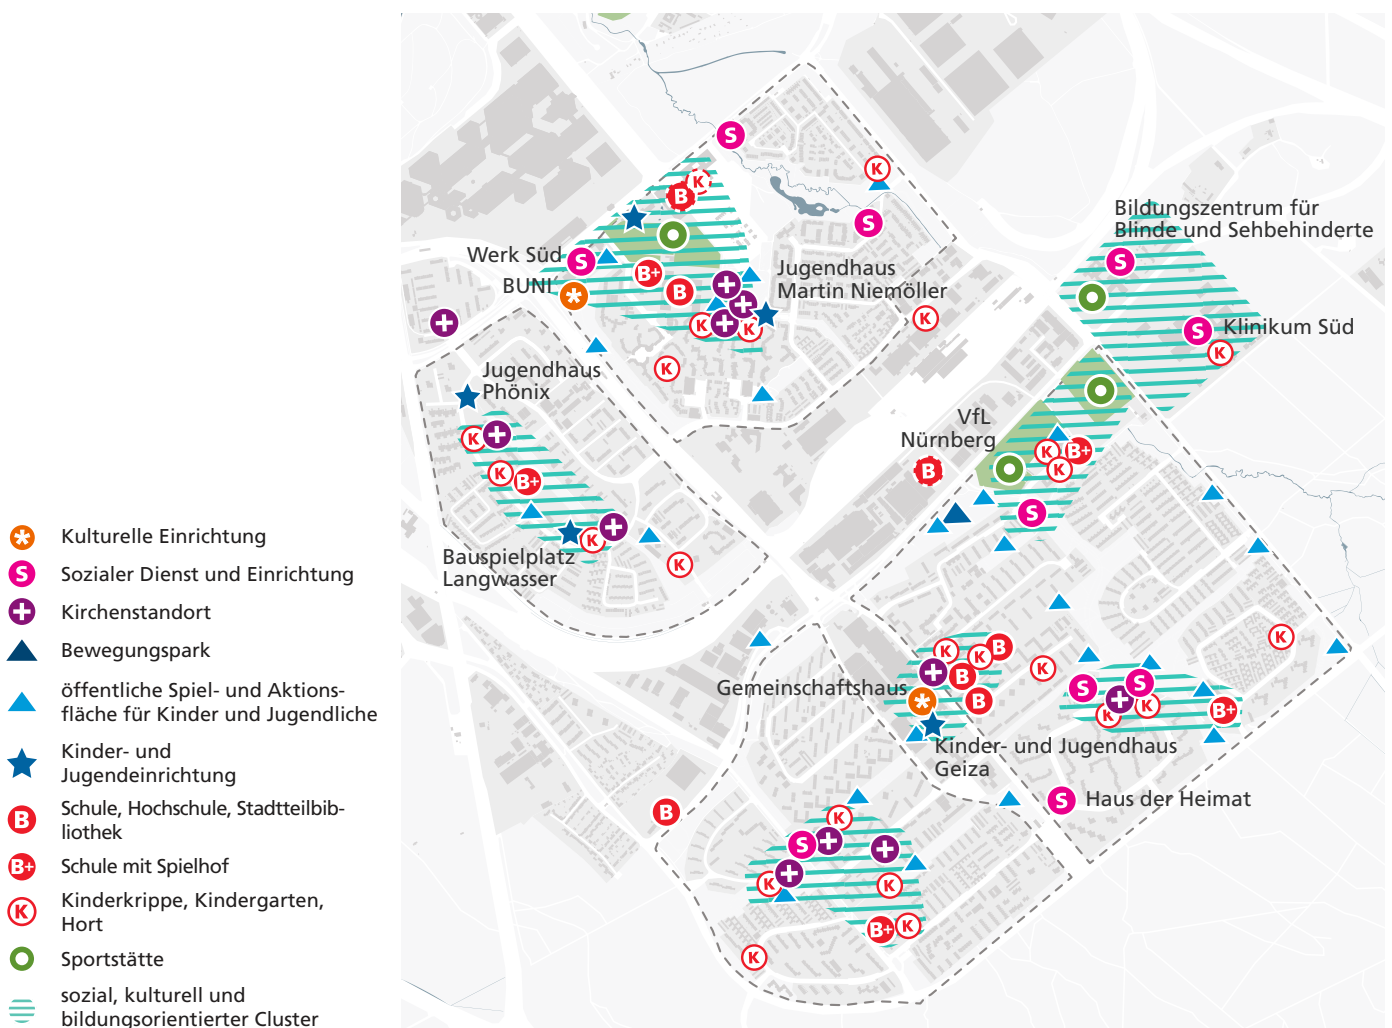 Bildungszentrum für
Blinde und Sehbehinderte
Werk Süd
BUNI
Jugendhaus
Martin Niemöller
Klinikum Süd
Jugendhaus
Phönix
VfL
Nürnberg
Bauspielplatz
Langwasser
Gemeinschaftshaus
Kinder- und Jugendhaus
Geiza
Haus der Heimat
Kulturelle Einrichtung
S Sozialer Dienst und Einrichtung
Kirchenstandort
Bewegungspark
öffentliche Spiel- und Aktions-
fläche für Kinder und Jugendliche
Kinder- und
Jugendeinrichtung
B Schule, Hochschule, Stadtteilbib-
liothek
B+ Schule mit Spielhof
K Kinderkrippe, Kindergarten,
Hort
Sportstätte
sozial, kulturell und
bildungsorientierter Cluster